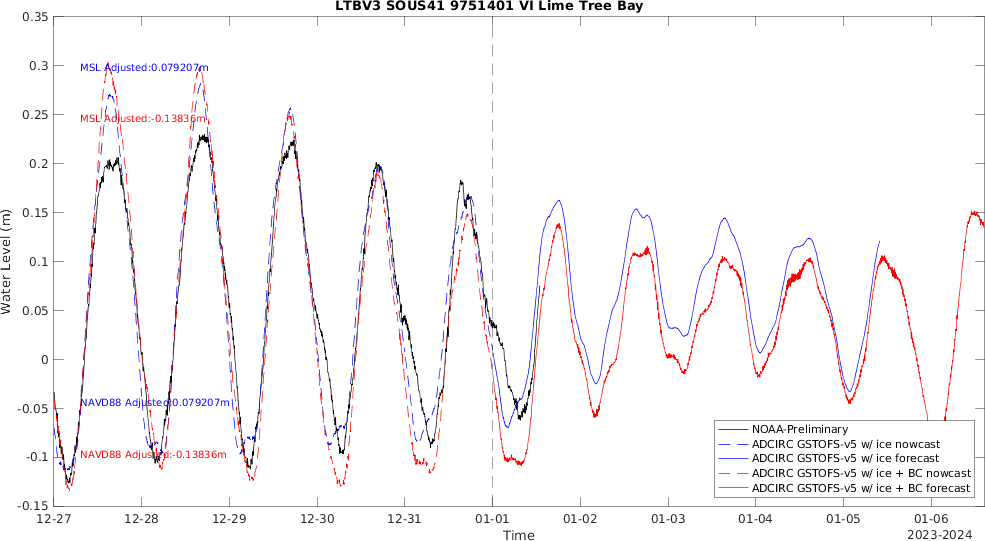 LTBV3 SOUS41 9751401 VI Lime Tree Bay
0.35
0.3
0.25
0.2
0.15
0.1
0.05
0
-0.05
-0.1
-0.15
Water Level (m)
MSL Adjusted:0.079207m
MSL Adjusted:-0.13836m
NAVD88 Adjusted:0.079207m
NAVD88 Adjusted:-0.13836m
NOAA-Preliminary
ADCIRC GSTOFS-v5 w/ ice nowcast
ADCIRC GSTOFS-v5 w/ ice forecast
ADCIRC GSTOFS-v5 w/ ice + BC nowcast
ADCIRC GSTOFS-v5 w/ ice + BC forecast
12-27 12-28 12-29 12-30 12-31 01-01 01-02 01-03 01-04 01-05 01-06
Time
2023-2024